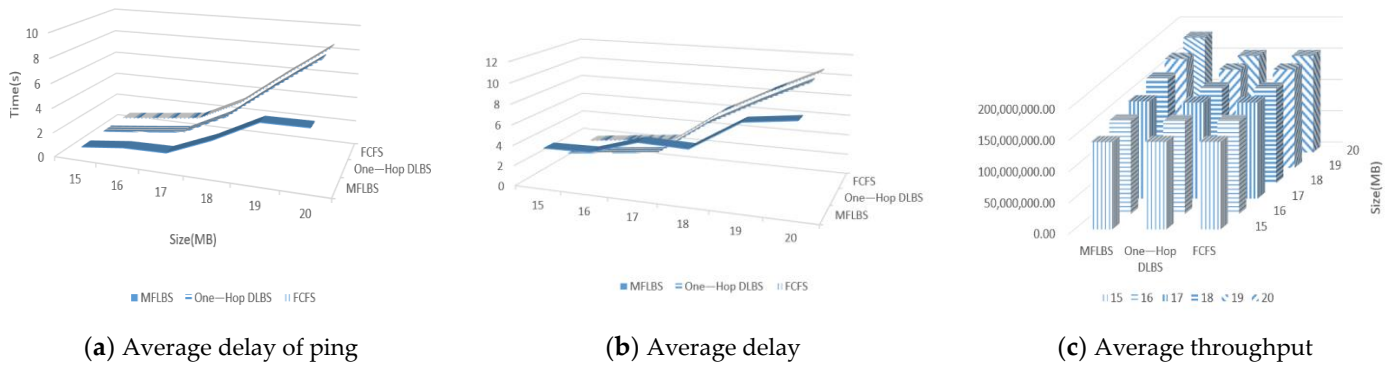 10
8
6
4
2
0
Time(s)
15
16
17
18
19
20
Size(MB)
FCFS
One—Hop DLBS
MFLBS
MFLBS One—Hop DLBS FCFS
(a) Average delay of ping
12
10
8
6
4
2
0
15
16
17
18
19
20
FCFS
One—Hop DLBS
MFLBS
Size(MB)
MFLBS One—Hop DLBS FCFS
(b) Average delay
200,000,000.00
150,000,000.00
100,000,000.00
50,000,000.00
0.00
MFLBS
One—Hop
DLBS
FCFS
15
16
17
18
19
20
Size(MB)
15 16 17 18 19 20
(c) Average throughput